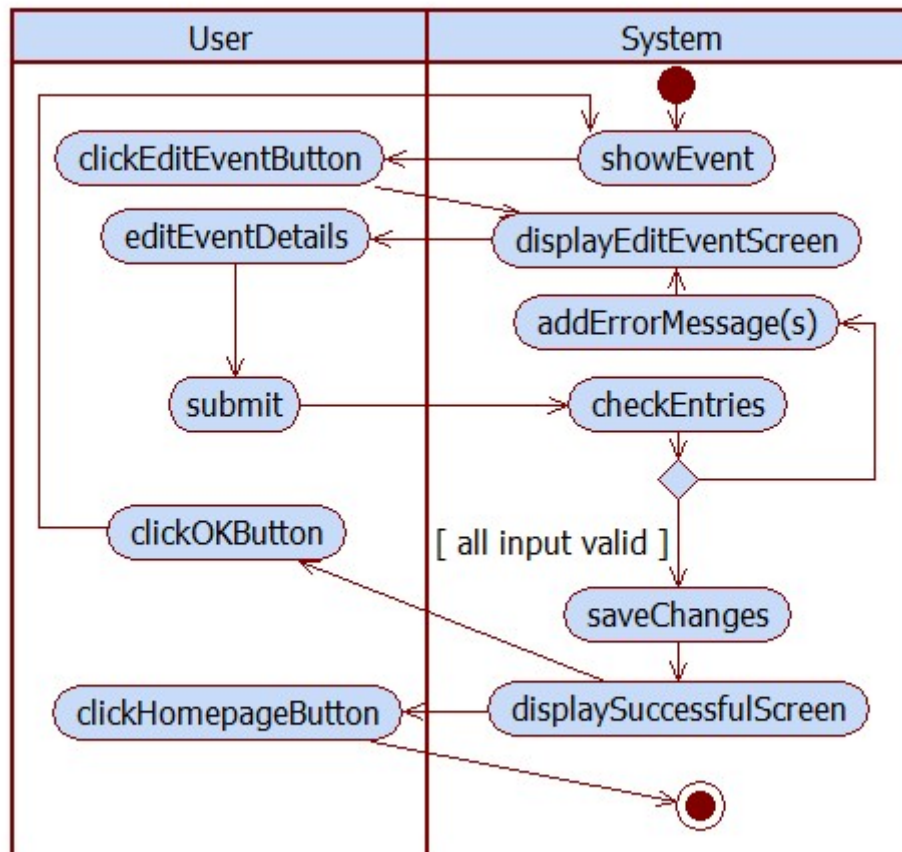 User
System
clickEditEventButton
showEvent
editEventDetails
displayEditEventScreen
addErrorMessage(s)
submit
checkEntries
clickOKButton
[ all input valid ]
saveChanges
clickHomepageButton
displaySuccessfulScreen